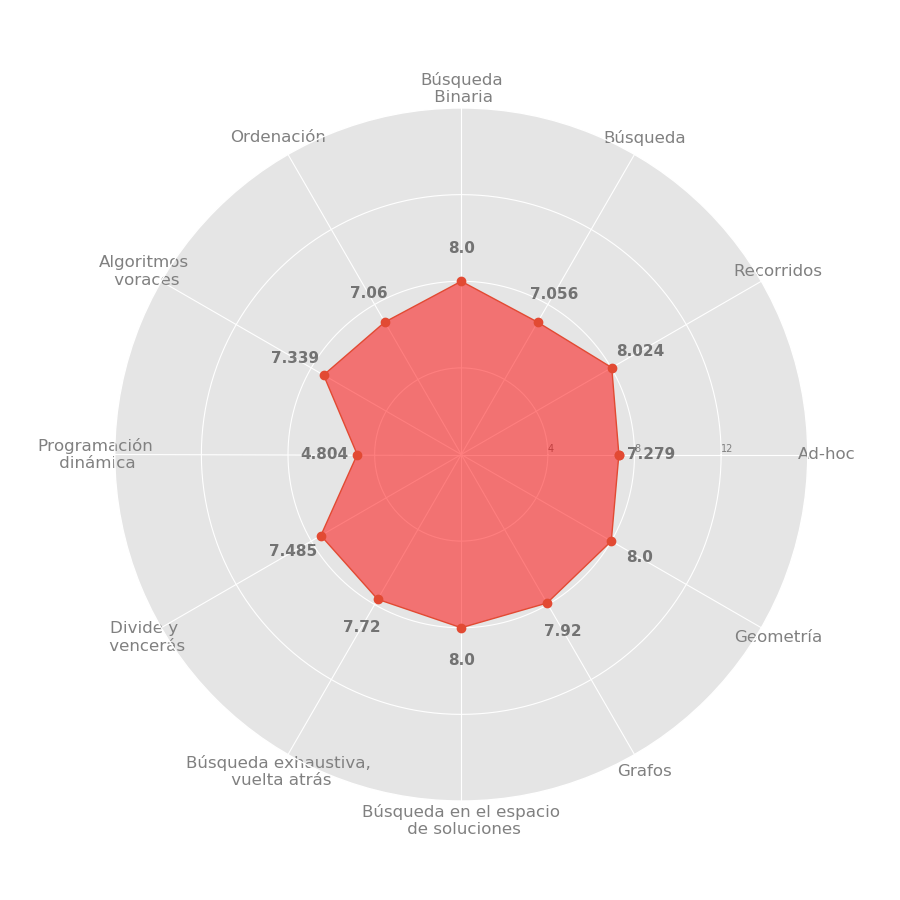 Búsqueda
Binaria
Ordenación
Búsqueda
8.0
Algoritmos
voraces
Recorridos
7.06
7.056
7.339
8.024
Programación
dinámica
4.804
4
8
7.279
12
Ad-hoc
7.485
8.0
7.72
7.92
Divide y
vencerás
Geometría
8.0
Búsqueda exhaustiva,
vuelta atrás
Grafos
Búsqueda en el espacio
de soluciones